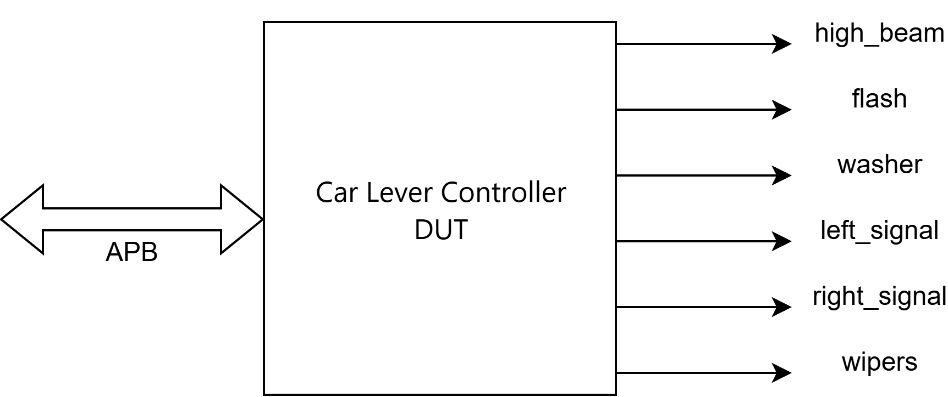 high_beam
flash
washer
Car Lever Controller
DUT
left_signal
APB
right_signal
wipers